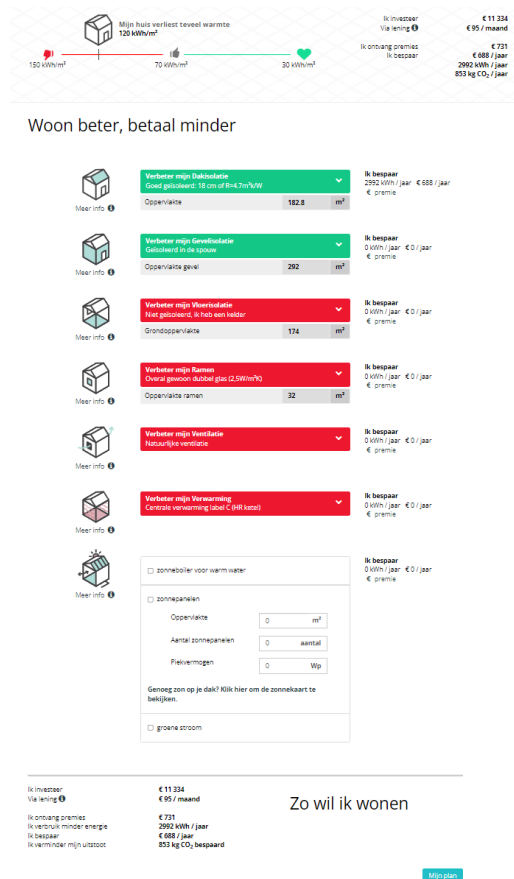 Mijn huis verliest teveel warmte
120 kWh/m²
150 kWh/m²
70 kWh/m²
30 kWh/m²
Ik investeer € 11 334
Via lening € 95 / maand
Ik ontvang premies € 731
Ik bespaar € 688 / jaar
2992 kWh / jaar
853 kg CO₂ / jaar
Woon beter, betaal minder
Meer info
Verbeter mijn Dakisolatie
Goed geïsoleerd: 18 cm of R=4.7m²k/W
Oppervlakte 182.8 m²
Ik bespaar
2992 kWh / jaar € 688 / jaar
€ premie
Meer info
Verbeter mijn Gevelisolatie
Geïsoleerd in de spouw
Oppervlakte gevel 292 m²
Ik bespaar
0 kWh / jaar € 0 / jaar
€ premie
Meer info
Verbeter mijn Vloerisolatie
Niet geïsoleerd, ik heb een kelder
Grondoppervlakte 174 m²
Ik bespaar
0 kWh / jaar € 0 / jaar
€ premie
Meer info
Verbeter mijn Ramen
Overal gewoon dubbel glas (2,5W/m²K)
Oppervlakte ramen 32 m²
Ik bespaar
0 kWh / jaar € 0 / jaar
€ premie
Meer info
Verbeter mijn Ventilatie
Natuurlijke ventilatie
Ik bespaar
0 kWh / jaar € 0 / jaar
€ premie
Meer info
Verbeter mijn Verwarming
Centrale verwarming label C (HR ketel)
Ik bespaar
0 kWh / jaar € 0 / jaar
€ premie
Meer info
zonneboiler voor warm water
zonnepanelen
Oppervlakte 0 m²
Aantal zonnepanelen 0 aantal
Piekvermogen 0 Wp
Genoeg zon op je dak? Klik hier om de zonnekaart te
bekijken.
groene stroom
Ik bespaar
0 kWh / jaar € 0 / jaar
€ premie
Ik investeer € 11 334
Via lening € 95 / maand
Ik ontvang premies € 731
Ik verbruik minder energie 2992 kWh / jaar
Ik bespaar € 688 / jaar
Ik verminder mijn uitstoot 853 kg CO₂ bespaard
Zo wil ik wonen
Mijn plan